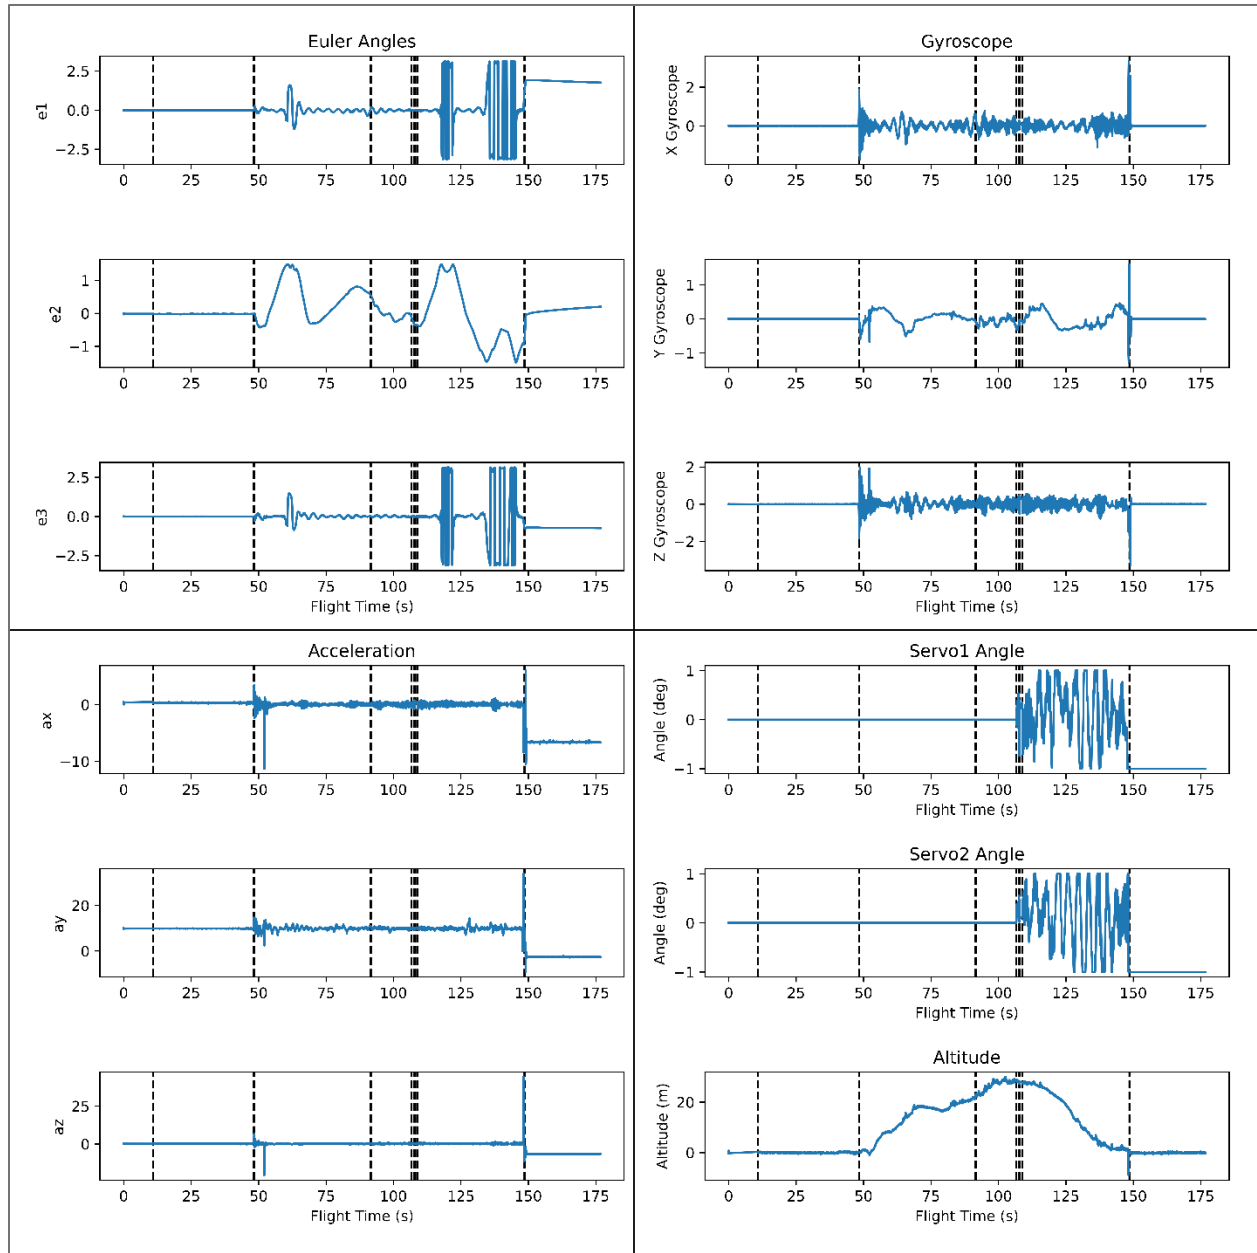 Euler Angles
e1
2.5
0.0
−2.5
0 25 50 75 100 125 150 175
e2
1
0
−1
0 25 50 75 100 125 150 175
e3
2.5
0.0
−2.5
0 25 50 75 100 125 150 175
Flight Time (s)
Gyroscope
X Gyroscope
2
0
0 25 50 75 100 125 150 175
Y Gyroscope
1
0
−1
0 25 50 75 100 125 150 175
Z Gyroscope
2
0
−2
0 25 50 75 100 125 150 175
Flight Time (s)
Acceleration
ax
0
−10
0 25 50 75 100 125 150 175
ay
20
0
0 25 50 75 100 125 150 175
az
25
0
0 25 50 75 100 125 150 175
Flight Time (s)
Servo1 Angle
Angle (deg)
1
0
−1
0 25 50 75 100 125 150 175
Flight Time (s)
Servo2 Angle
Angle (deg)
1
0
−1
0 25 50 75 100 125 150 175
Flight Time (s)
Altitude
Altitude (m)
20
0
0 25 50 75 100 125 150 175
Flight Time (s)